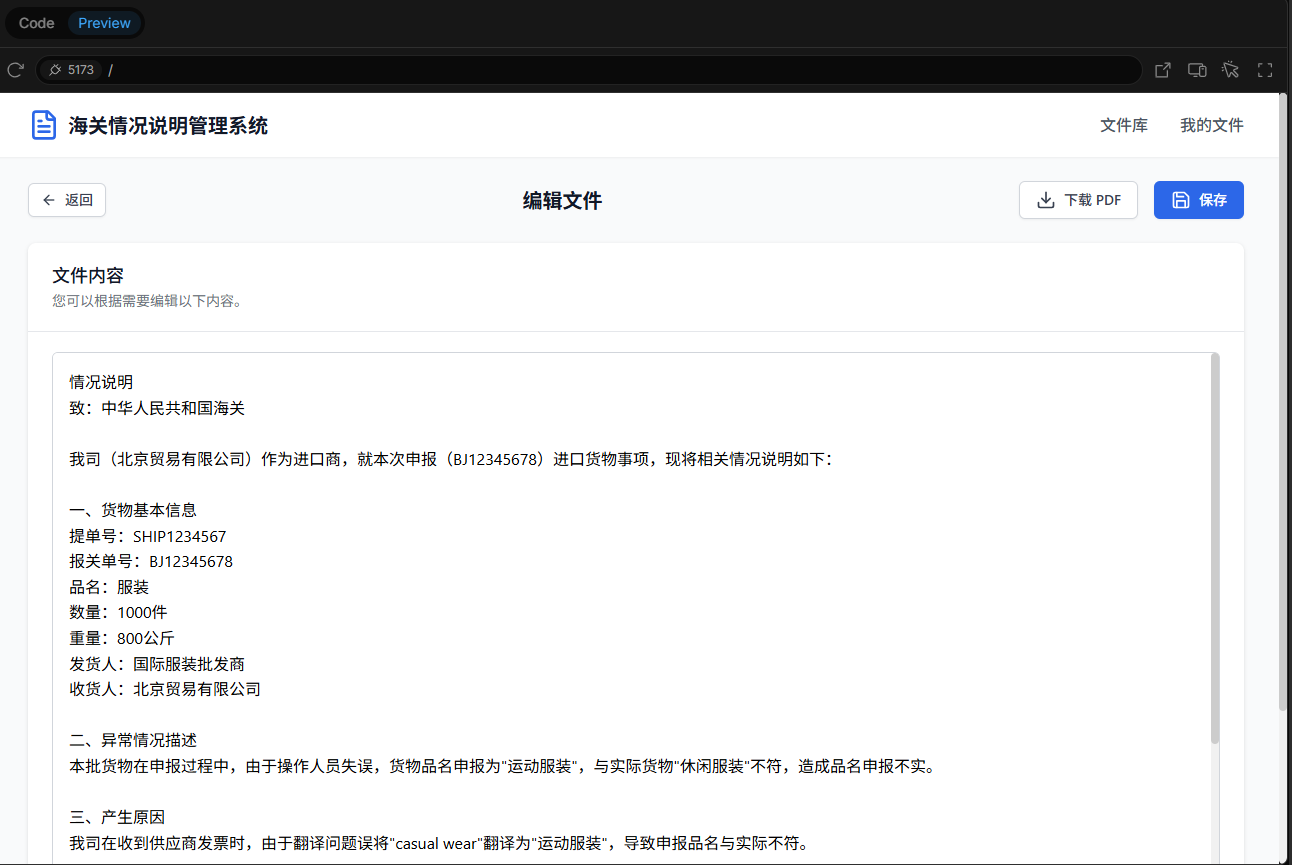 Code Preview
5173 /
海关情况说明管理系统 文件库 我的文件
返回 编辑文件 下载 PDF 保存
文件内容
您可以根据需要编辑以下内容。
情况说明
致：中华人民共和国海关
我司（北京贸易有限公司）作为进口商，就本次申报（BJ12345678）进口货物事项，现将相关情况说明如下：
一、货物基本信息
提单号：SHIP1234567
报关单号：BJ12345678
品名：服装
数量：1000件
重量：800公斤
发货人：国际服装批发商
收货人：北京贸易有限公司
二、异常情况描述
本批货物在申报过程中，由于操作人员失误，货物品名申报为"运动服装"，与实际货物"休闲服装"不符，造成品名申报不实。
三、产生原因
我司在收到供应商发票时，由于翻译问题误将"casual wear"翻译为"运动服装"，导致申报品名与实际不符。